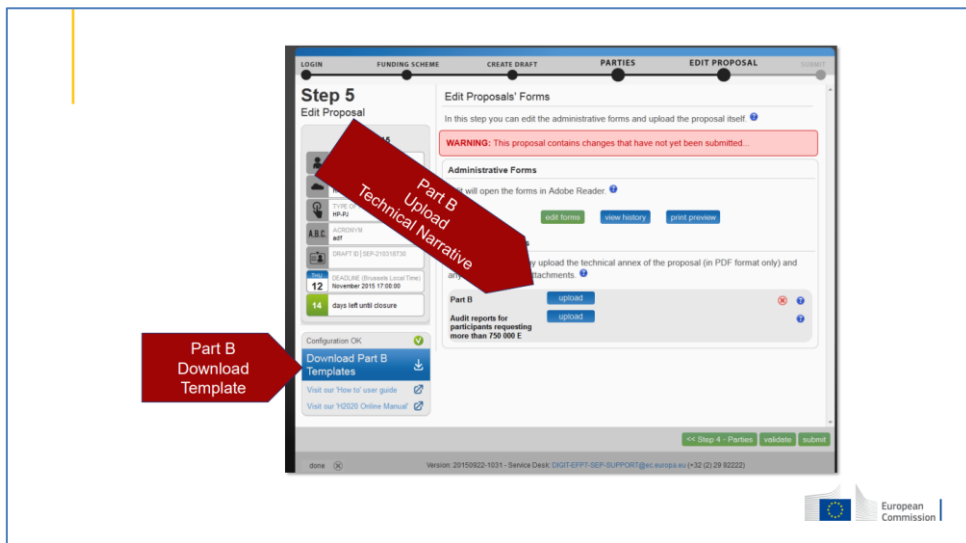 LOGIN FUNDING SCHEME CREATE DRAFT PARTIES EDIT PROPOSAL SUBMIT
Step 5
Edit Proposal
TYPE OF
HP-PJ
A.B.C. ACRONYM
adf
DRAFT ID | SEP-210318730
THU
12
DEADLINE (Brussels Local Time)
November 2015 17:00:00
14 days left until closure
Configuration OK
Download Part B
Templates
Visit our 'How to' user guide
Visit our 'H2020 Online Manual'
Edit Proposals' Forms
In this step you can edit the administrative forms and upload the proposal itself.
WARNING: This proposal contains changes that have not yet been submitted...
Administrative Forms
will open the forms in Adobe Reader.
edit forms view history print preview
upload the technical annex of the proposal (in PDF format only) and
Part B upload
Audit reports for
participants requesting
more than 750 000 E
upload
Part B
Upload
Technical Narrative
Part B
Download
Template
<< Step 4 - Parties validate submit
done Version: 20150922-1031 - Service Desk: DIGIT-EFP7-SEP-SUPPORT@ec.europa.eu (+32 (2) 29 92222)
European
Commission